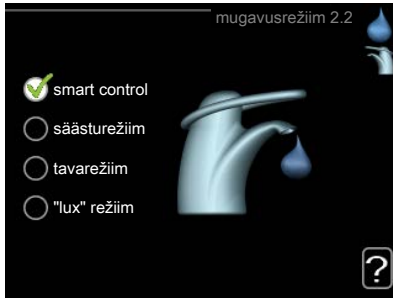 mugavusrežiim 2.2
smart control
säästurežiim
tavarežiim
"lux" režiim
?